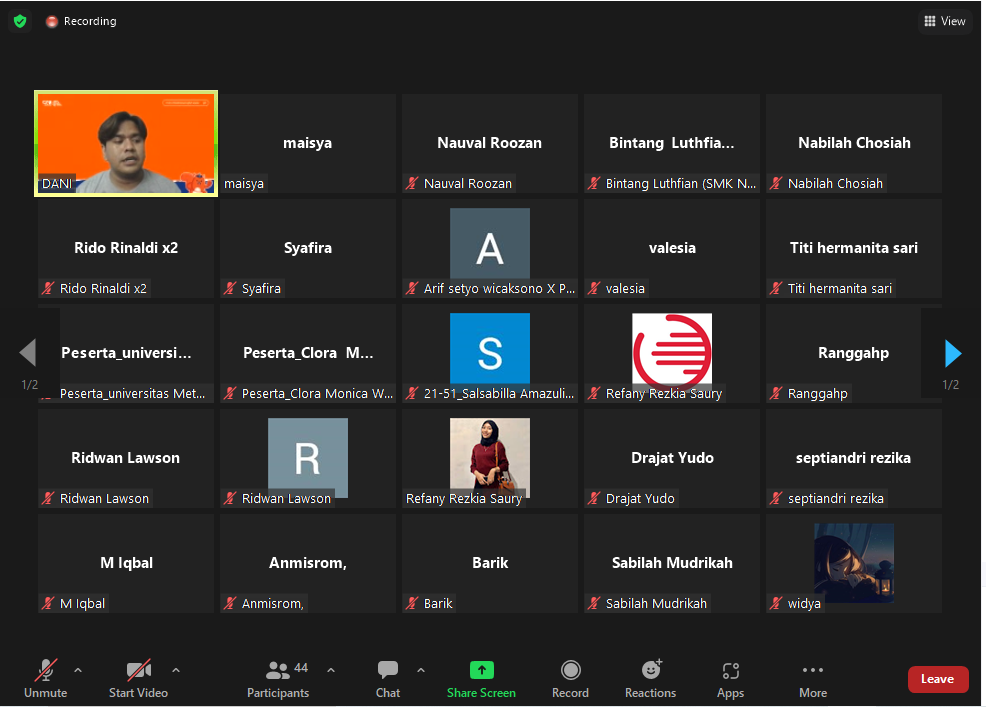 Recording
View
DANI
maisya
maisya
Nauval Roozan
Nauval Roozan
Bintang Luthfia...
Bintang Luthfian (SMK N...
Nabilah Chosiah
Nabilah Chosiah
Rido Rinaldi x2
Rido Rinaldi x2
Syafira
Syafira
A
Arif setyo wicaksono X P...
valesia
valesia
Titi hermanita sari
Titi hermanita sari
1/2
Peserta_universi...
Peserta_universitas Met...
Peserta_Clora M...
Peserta_Clora Monica W...
S
21-51_Salsabilla Amazuli...
Refany Rezkia Saury
Ranggahp
Ranggahp
1/2
Ridwan Lawson
Ridwan Lawson
R
Ridwan Lawson
Refany Rezkia Saury
Drajat Yudo
Drajat Yudo
septiandri rezika
septiandri rezika
M Iqbal
M Iqbal
Anmisrom,
Anmisrom,
Barik
Barik
Sabilah Mudrikah
Sabilah Mudrikah
widya
Unmute
Start Video
44
Participants
Chat
Share Screen
Record
Reactions
Apps
More
Leave